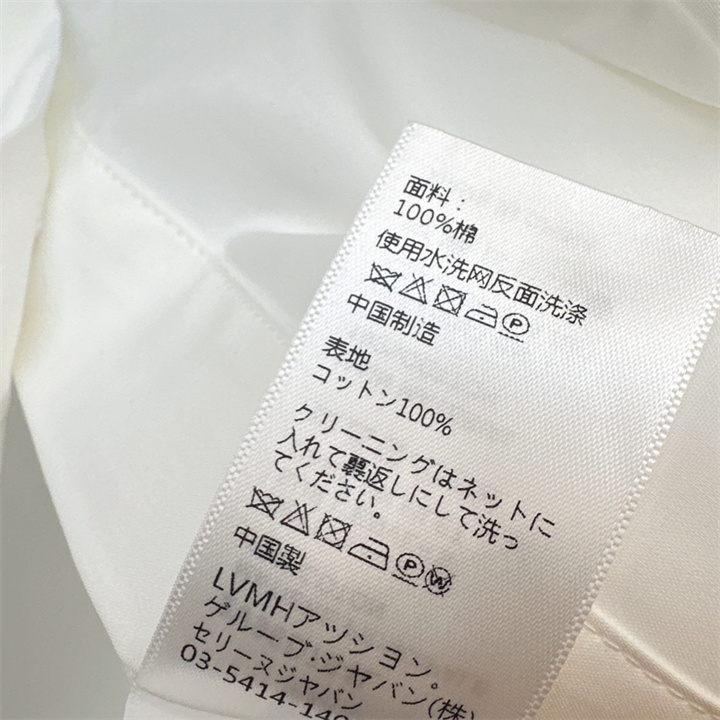 面料：
100%棉
使用水洗网反面洗涤
中国制造
表地
コットン100%
クリーニングはネットに
入れて裏返しにして洗っ
てください。
中国製
LVMHアッション。
ゲループ・ジャパン(株)
セリーヌジャパン
03-5414-140